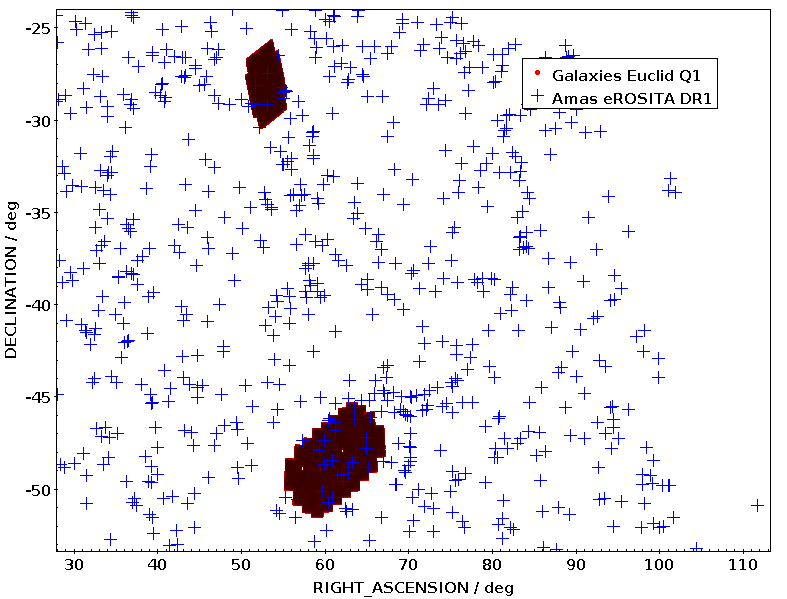 -25
-30
-35
-40
-45
-50
DECLINATION / deg
Galaxies Euclid Q1
Amas eROSITA DR1
30 40 50 60 70 80 90 100 110
RIGHT_ASCENSION / deg